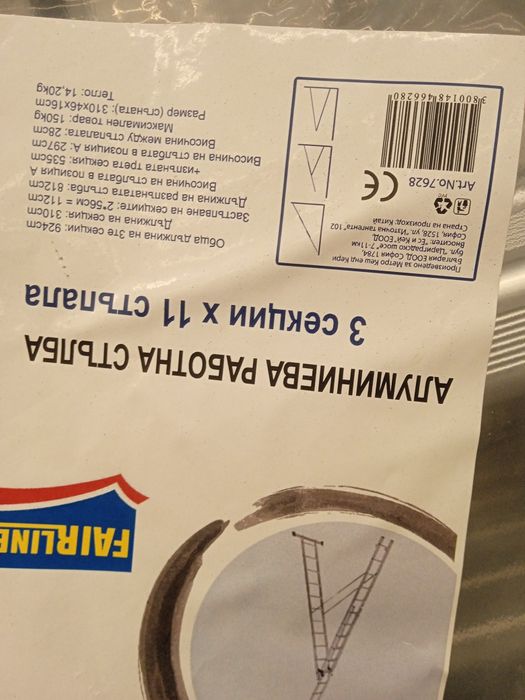 FAIRLINE
АЛУМИНИЕВА РАБОТНА СТЪЛБА
3 секции x 11 стъпала
Произведено за Метро Кеш енд Кери
България ЕООД, София 1784
бул. "Цариградско шосе" 7-11км
Вносител: "Ес и Кей" ЕООД,
София, 1528, ул. "Източна тангента" 102
Страна на произход: Китай
CE
Art.No.7628
3800148466280
Обща дължина на 3те секции: 924cm
Дължина на секция: 310cm
Застъпване на секциите: 2*56cm = 112cm
Дължина на разпънатата стълба: 812cm
Височина на стълбата в позиция A
+изпъната трета секция: 535cm
Височина на стълбата в позиция A: 297cm
Височина между стъпалата: 28cm
Максимален товар: 150kg
Размер (сгъната): 310x46x16cm
Тегло: 14,20kg